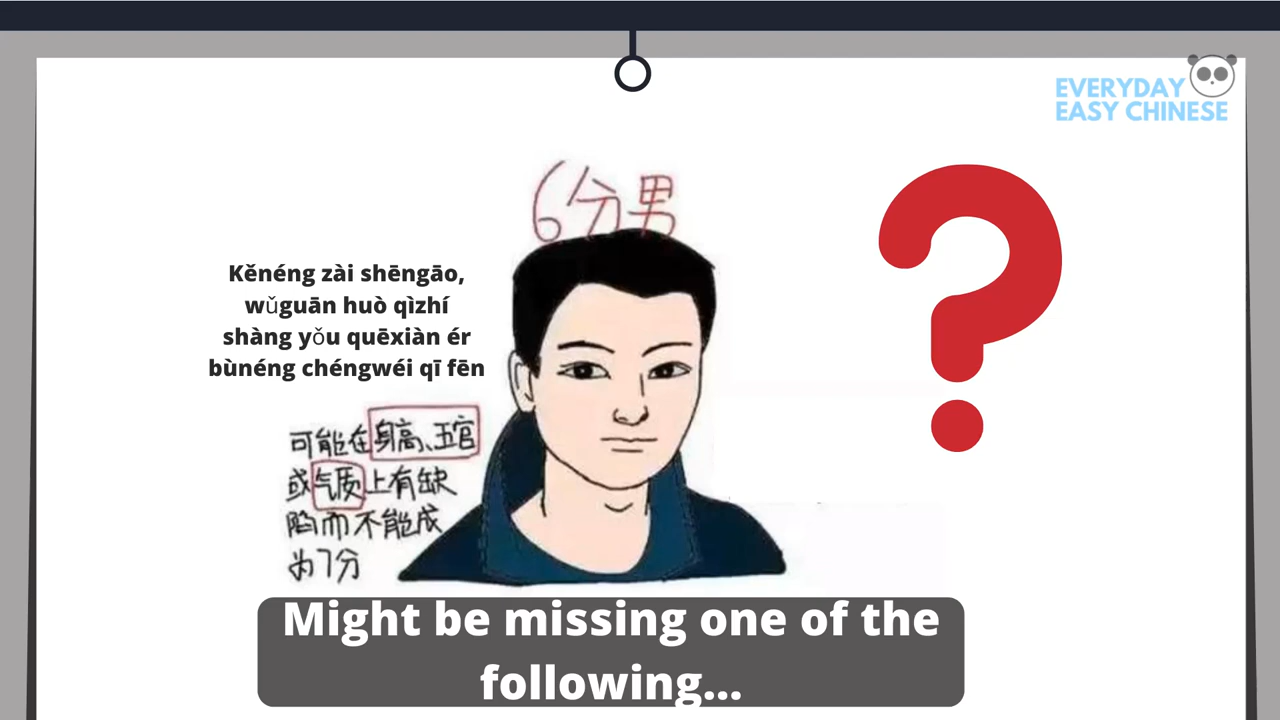 EVERYDAY
EASY CHINESE
6分男
Kěnéng zài shēngāo,
wǔguān huò qìzhí
shàng yǒu quēxiàn ér
bùnéng chéngwéi qī fēn
可能在身高、五官
或气质上有缺
陷而不能成
为7分
Might be missing one of the
following...